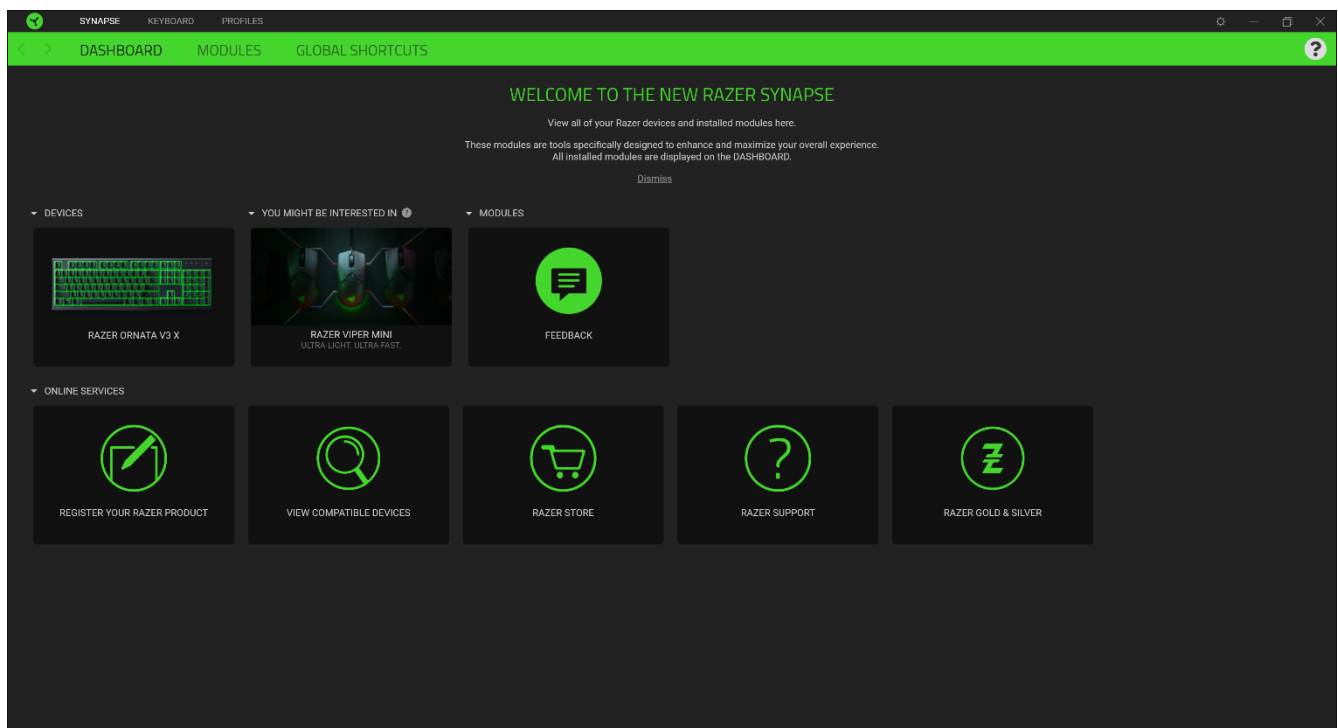 SYNAPSE KEYBOARD PROFILES
DASHBOARD MODULES GLOBAL SHORTCUTS
?
WELCOME TO THE NEW RAZER SYNAPSE
View all of your Razer devices and installed modules here.
These modules are tools specifically designed to enhance and maximize your overall experience.
All installed modules are displayed on the DASHBOARD.
Dismiss
DEVICES
YOU MIGHT BE INTERESTED IN ?
MODULES
RAZER ORNATA V3 X
RAZER VIPER MINI
ULTRA-LIGHT. ULTRA-FAST.
FEEDBACK
ONLINE SERVICES
REGISTER YOUR RAZER PRODUCT
VIEW COMPATIBLE DEVICES
RAZER STORE
?
RAZER SUPPORT
RAZER GOLD & SILVER